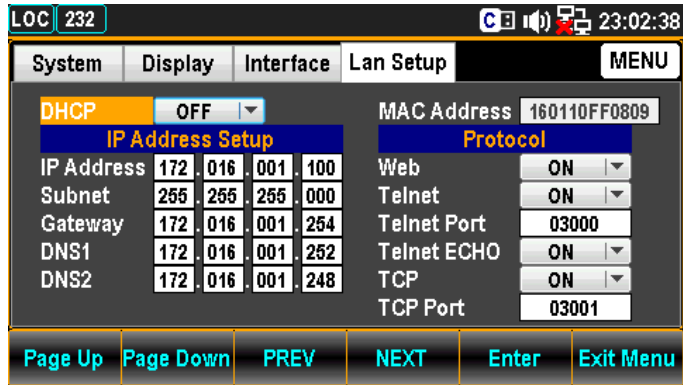 LOC 232 C 23:02:38
System Display Interface Lan Setup MENU
DHCP OFF MAC Address 160110FF0809
IP Address Setup Protocol
IP Address 172.016.001.100 Web ON
Subnet 255.255.255.000 Telnet ON
Gateway 172.016.001.254 Telnet Port 03000
DNS1 172.016.001.252 Telnet ECHO ON
DNS2 172.016.001.248 TCP ON
TCP Port 03001
Page Up Page Down PREV NEXT Enter Exit Menu